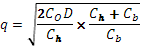 q = √(2C_O D / C_h × (C_h + C_b) / C_b)